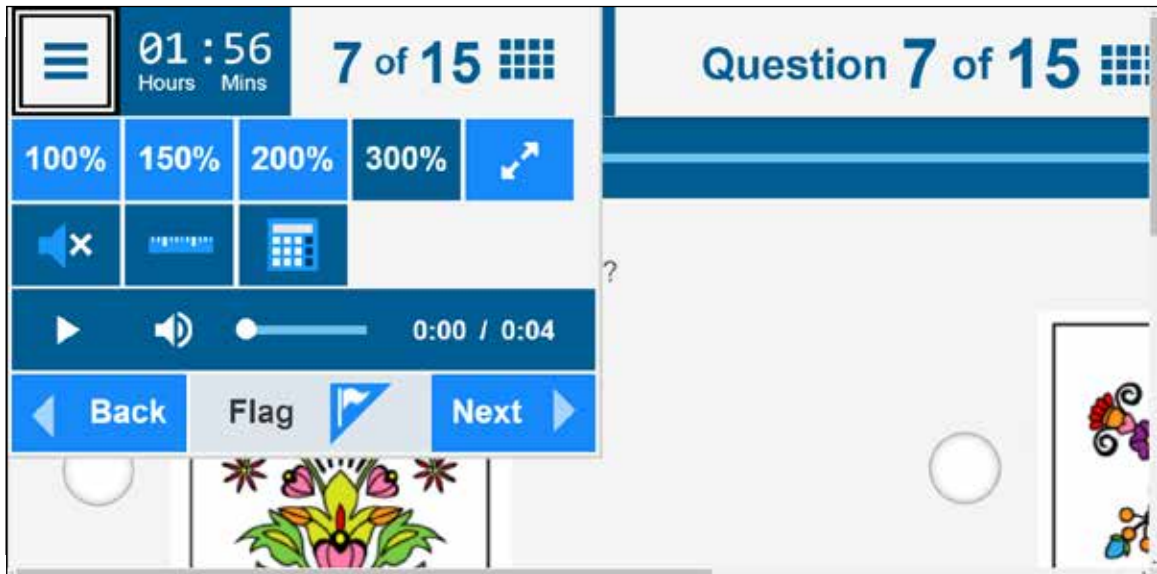 01:56
Hours Mins
7 of 15
Question 7 of 15
100% 150% 200% 300%
?
0:00 / 0:04
Back Flag Next